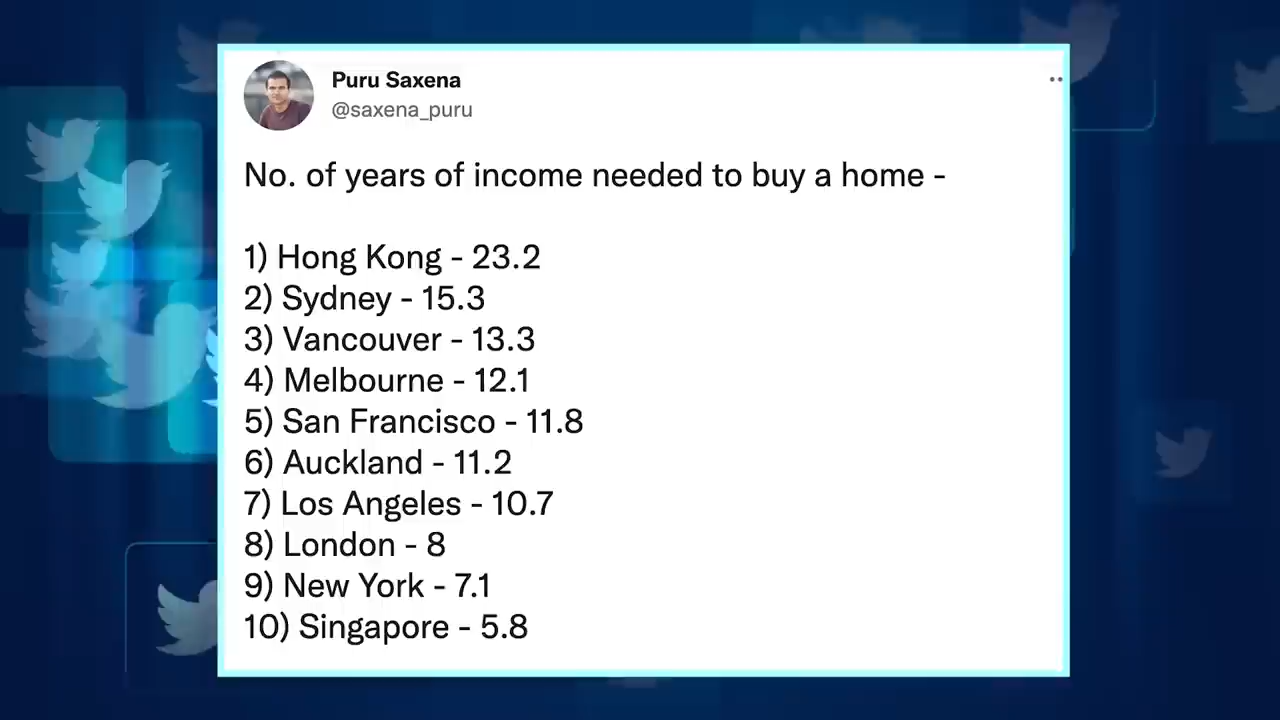 Puru Saxena
@saxena_puru
No. of years of income needed to buy a home -
1) Hong Kong - 23.2
2) Sydney - 15.3
3) Vancouver - 13.3
4) Melbourne - 12.1
5) San Francisco - 11.8
6) Auckland - 11.2
7) Los Angeles - 10.7
8) London - 8
9) New York - 7.1
10) Singapore - 5.8